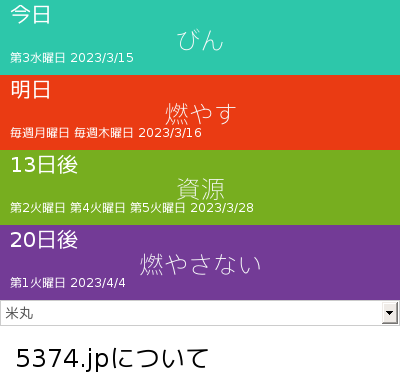 今日
びん
第3水曜日 2023/3/15
明日
燃やす
毎週月曜日 毎週木曜日 2023/3/16
13日後
資源
第2火曜日 第4火曜日 第5火曜日 2023/3/28
20日後
燃やさない
第1火曜日 2023/4/4
米丸
5374.jpについて